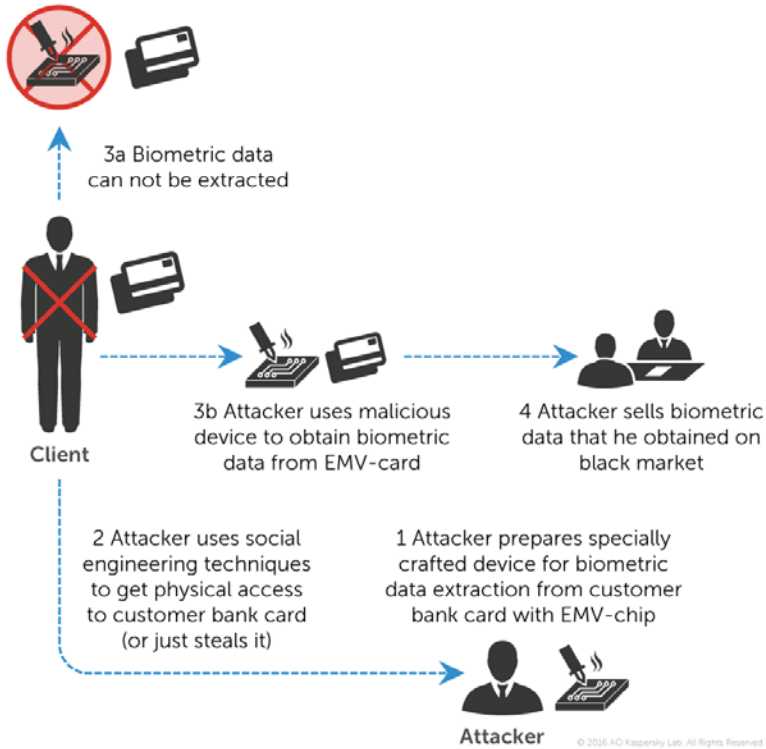 3a Biometric data
can not be extracted
Client
3b Attacker uses malicious
device to obtain biometric
data from EMV-card
4 Attacker sells biometric
data that he obtained on
black market
2 Attacker uses social
engineering techniques
to get physical access
to customer bank card
(or just steals it)
1 Attacker prepares specially
crafted device for biometric
data extraction from customer
bank card with EMV-chip
Attacker
© 2016 AO Kaspersky Lab. All Rights Reserved.